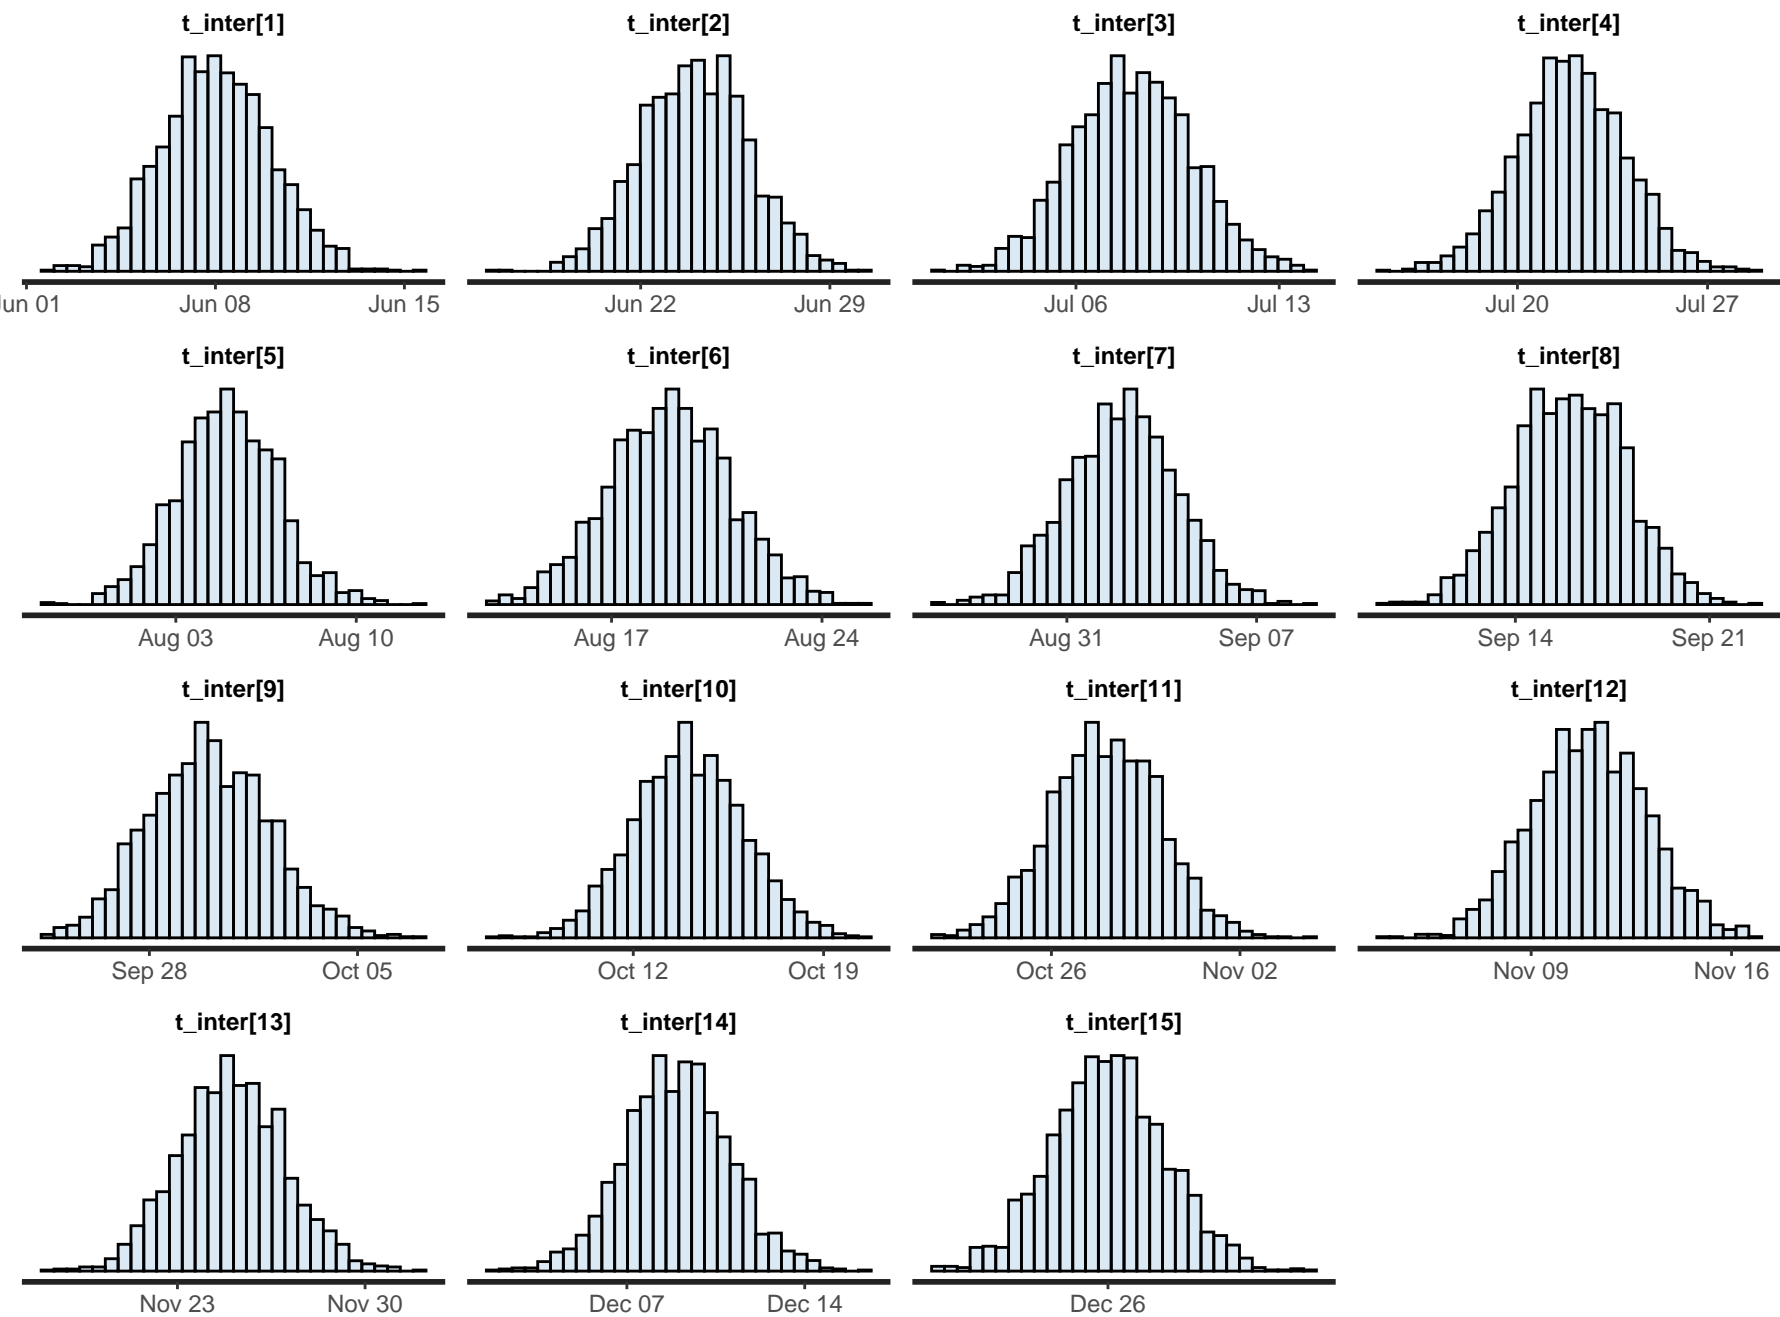 t_inter[1] t_inter[2] t_inter[3] t_inter[4]
Jun 01 Jun 08 Jun 15 Jun 22 Jun 29 Jul 06 Jul 13 Jul 20 Jul 27
t_inter[5] t_inter[6] t_inter[7] t_inter[8]
Aug 03 Aug 10 Aug 17 Aug 24 Aug 31 Sep 07 Sep 14 Sep 21
t_inter[9] t_inter[10] t_inter[11] t_inter[12]
Sep 28 Oct 05 Oct 12 Oct 19 Oct 26 Nov 02 Nov 09 Nov 16
t_inter[13] t_inter[14] t_inter[15]
Nov 23 Nov 30 Dec 07 Dec 14 Dec 26